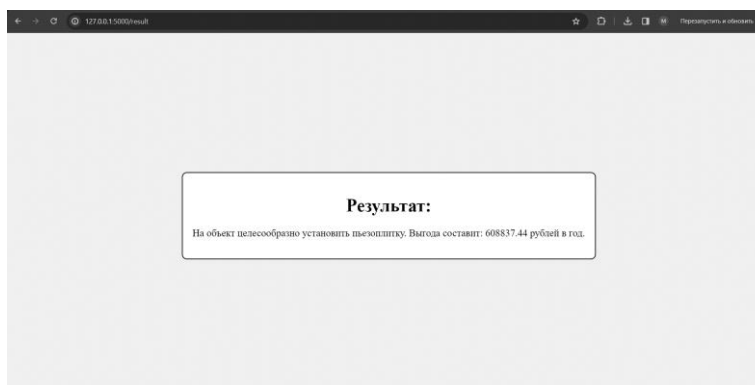 127.0.0.1:5000/result
M Перезапустить и обновить
Результат:
На объект целесообразно установить пьезоплитку. Выгода составит: 608837.44 рублей в год.